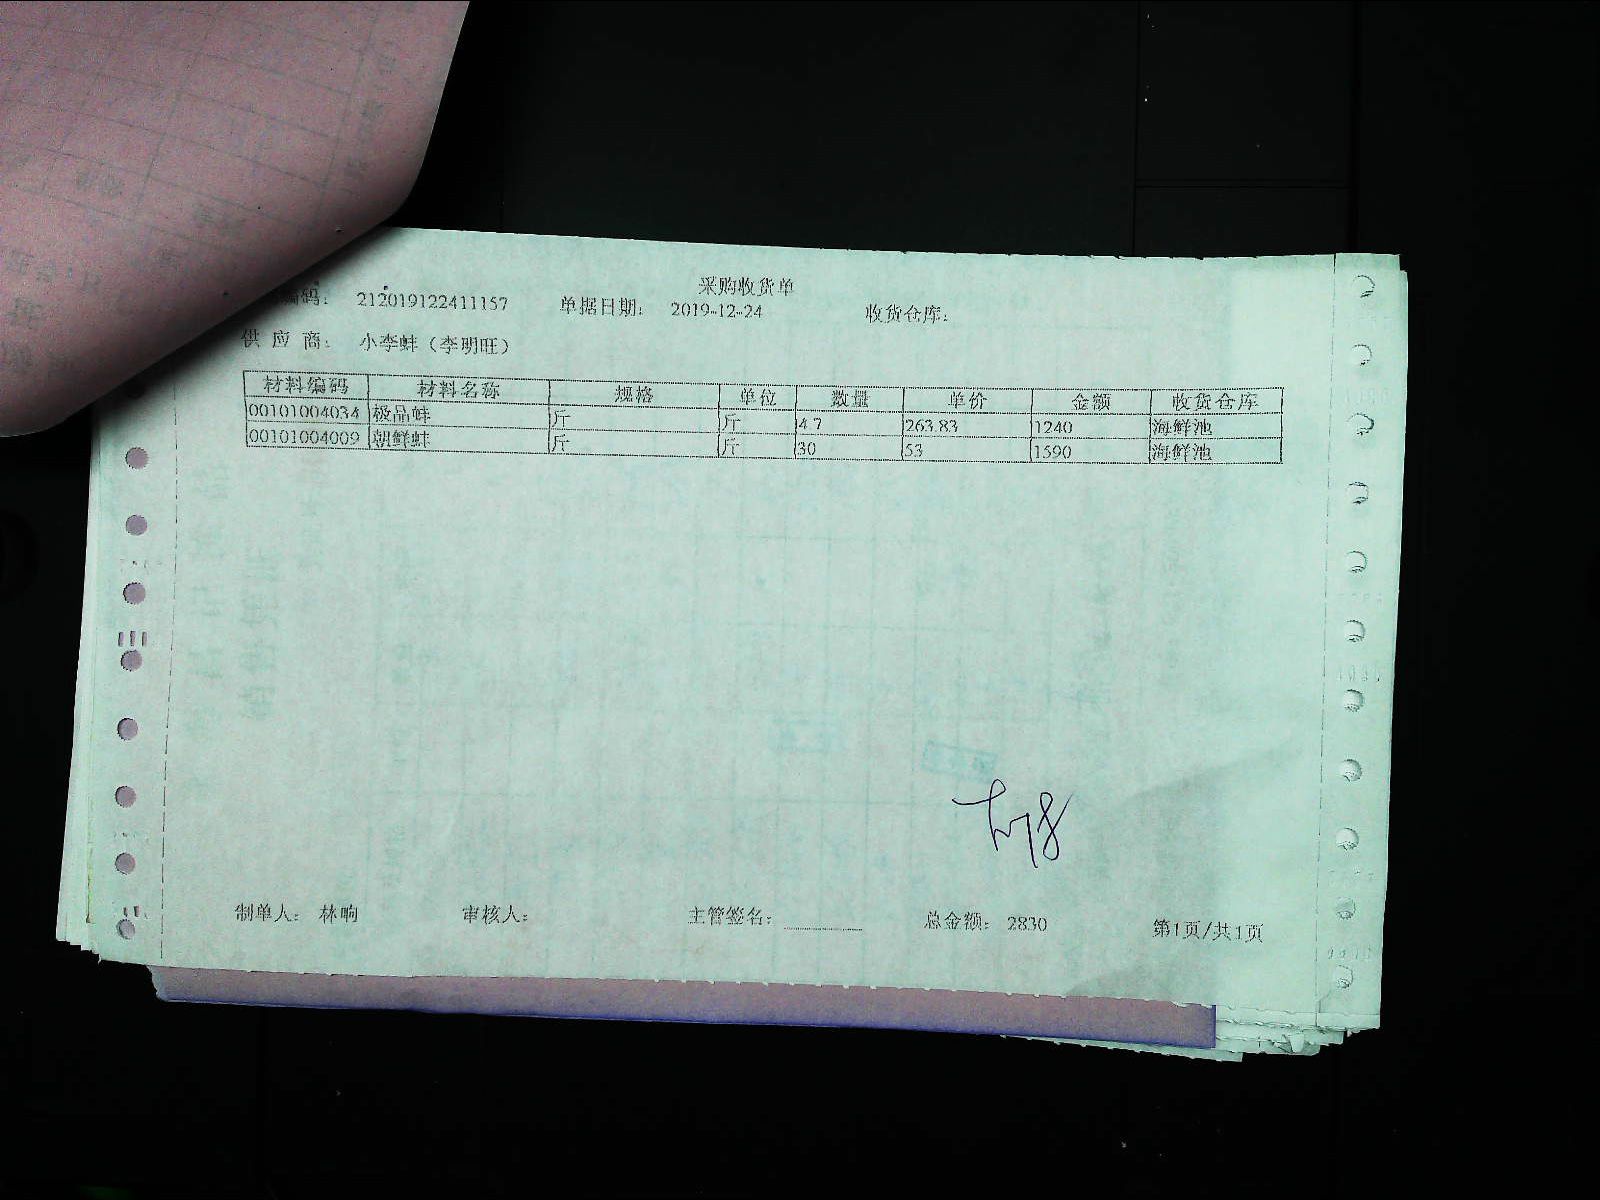 采购收货单
编码： 212019122411157 单据日期： 2019-12-24 收货仓库：
供应商： 小李蚌（李明旺）
材料编码 材料名称 规格 单位 数量 单价 金额 收货仓库
00101004034 极品蚌 斤 斤 4.7 263.83 1240 海鲜池
00101004009 朝鲜蚌 斤 斤 30 53 1590 海鲜池
制单人： 林响 审核人： 主管签名： 总金额： 2830 第1页/共1页